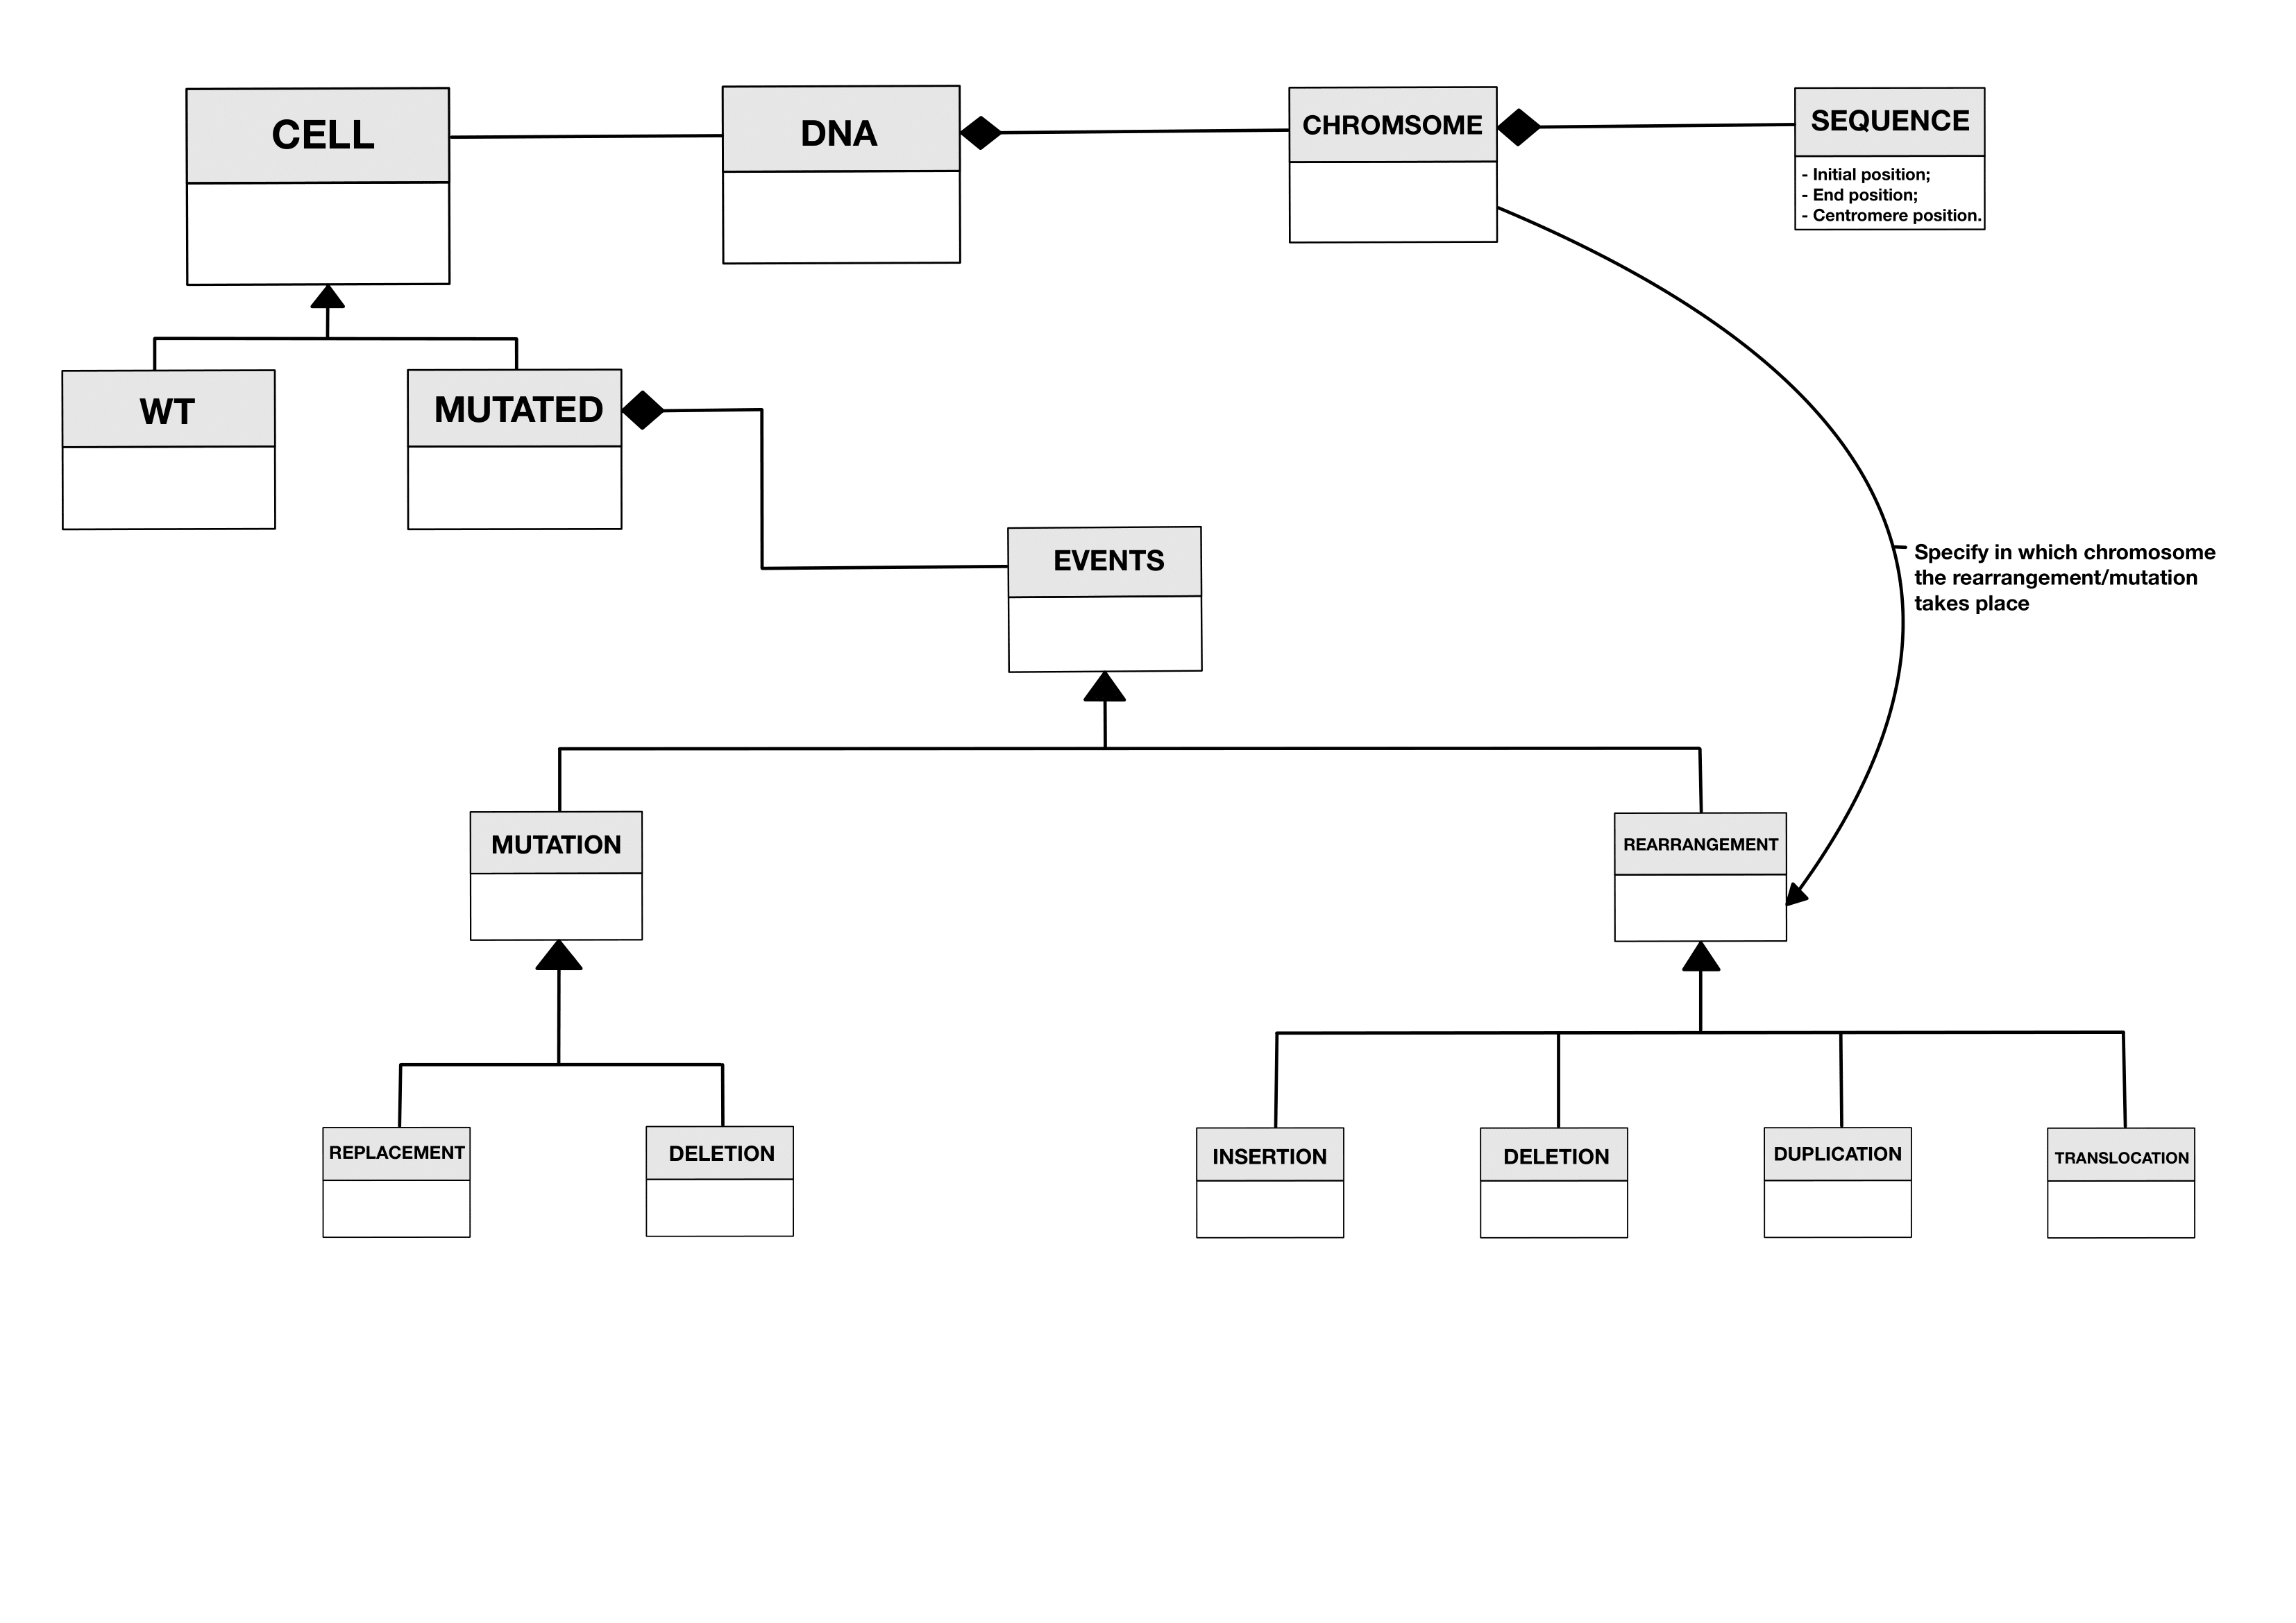 CELL
DNA
CHROMSOME
SEQUENCE
- Initial position;
- End position;
- Centromere position.
WT
MUTATED
EVENTS
Specify in which chromosome
the rearrangement/mutation
takes place
MUTATION
REARRANGEMENT
REPLACEMENT
DELETION
INSERTION
DELETION
DUPLICATION
TRANSLOCATION